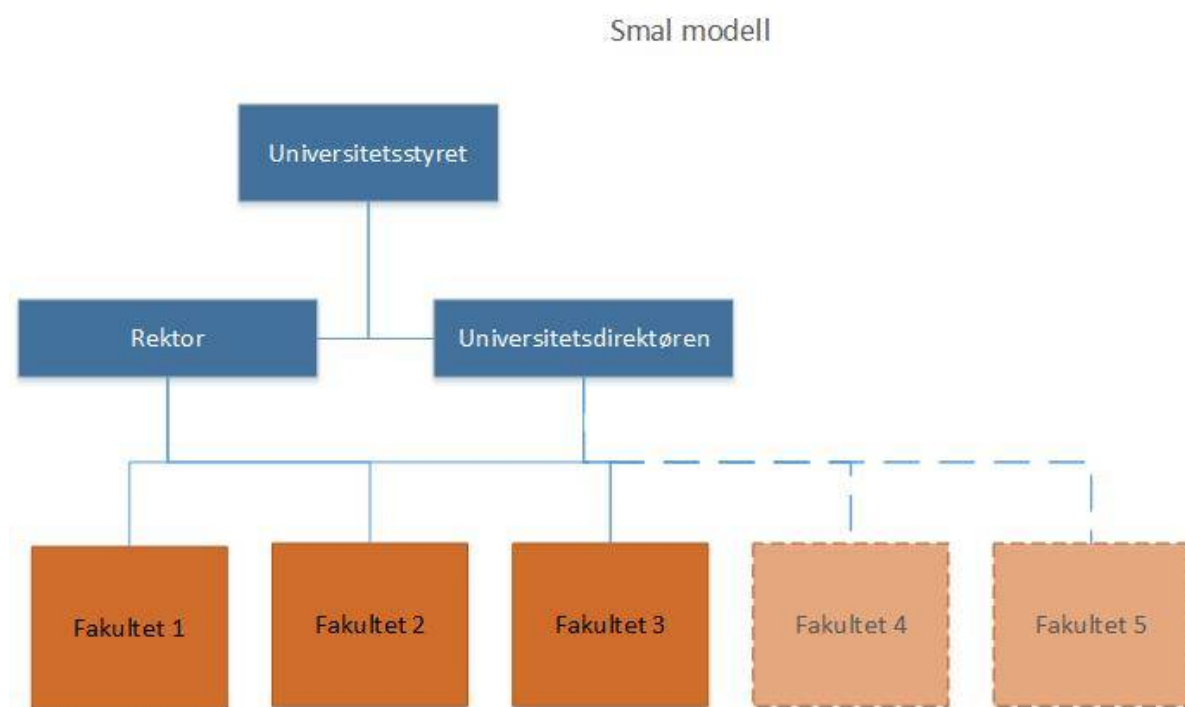 Smal modell
Universitetsstyret
Rektor
Universitetsdirektøren
Fakultet 1
Fakultet 2
Fakultet 3
Fakultet 4
Fakultet 5